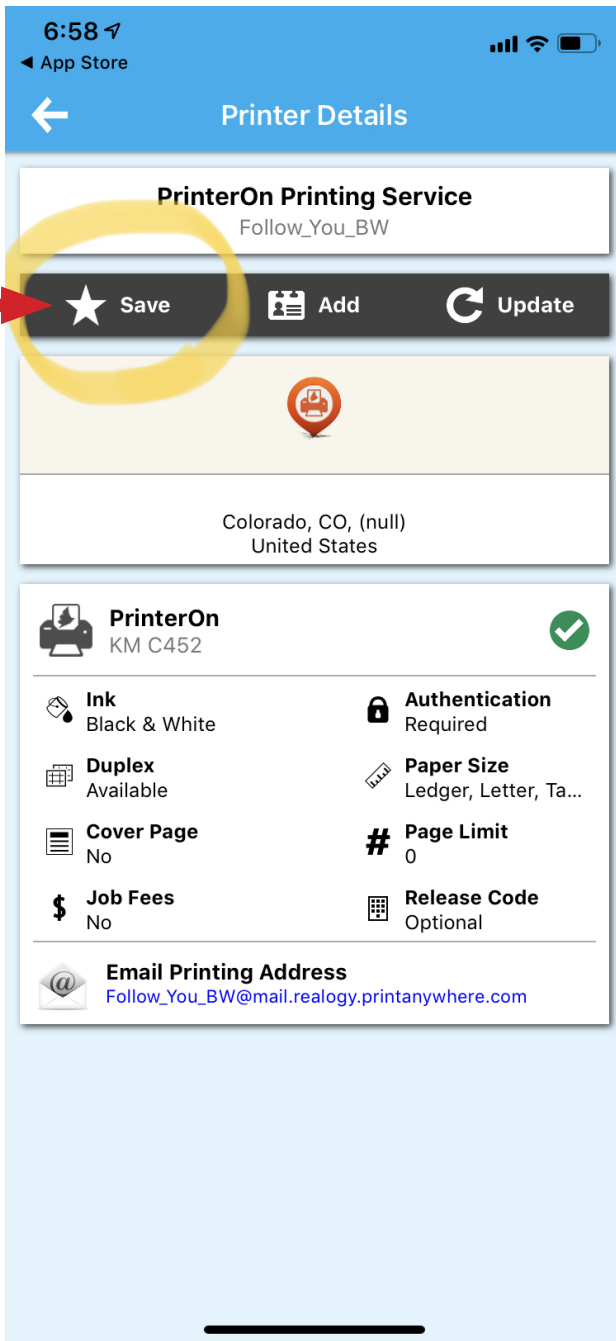 6:58
◀ App Store
Printer Details
PrinterOn Printing Service
Follow_You_BW
Save Add Update
Colorado, CO, (null)
United States
PrinterOn
KM C452
Ink Authentication
Black & White Required
Duplex Paper Size
Available Ledger, Letter, Ta...
Cover Page Page Limit
No 0
Job Fees Release Code
No Optional
Email Printing Address
Follow_You_BW@mail.realogy.printanywhere.com